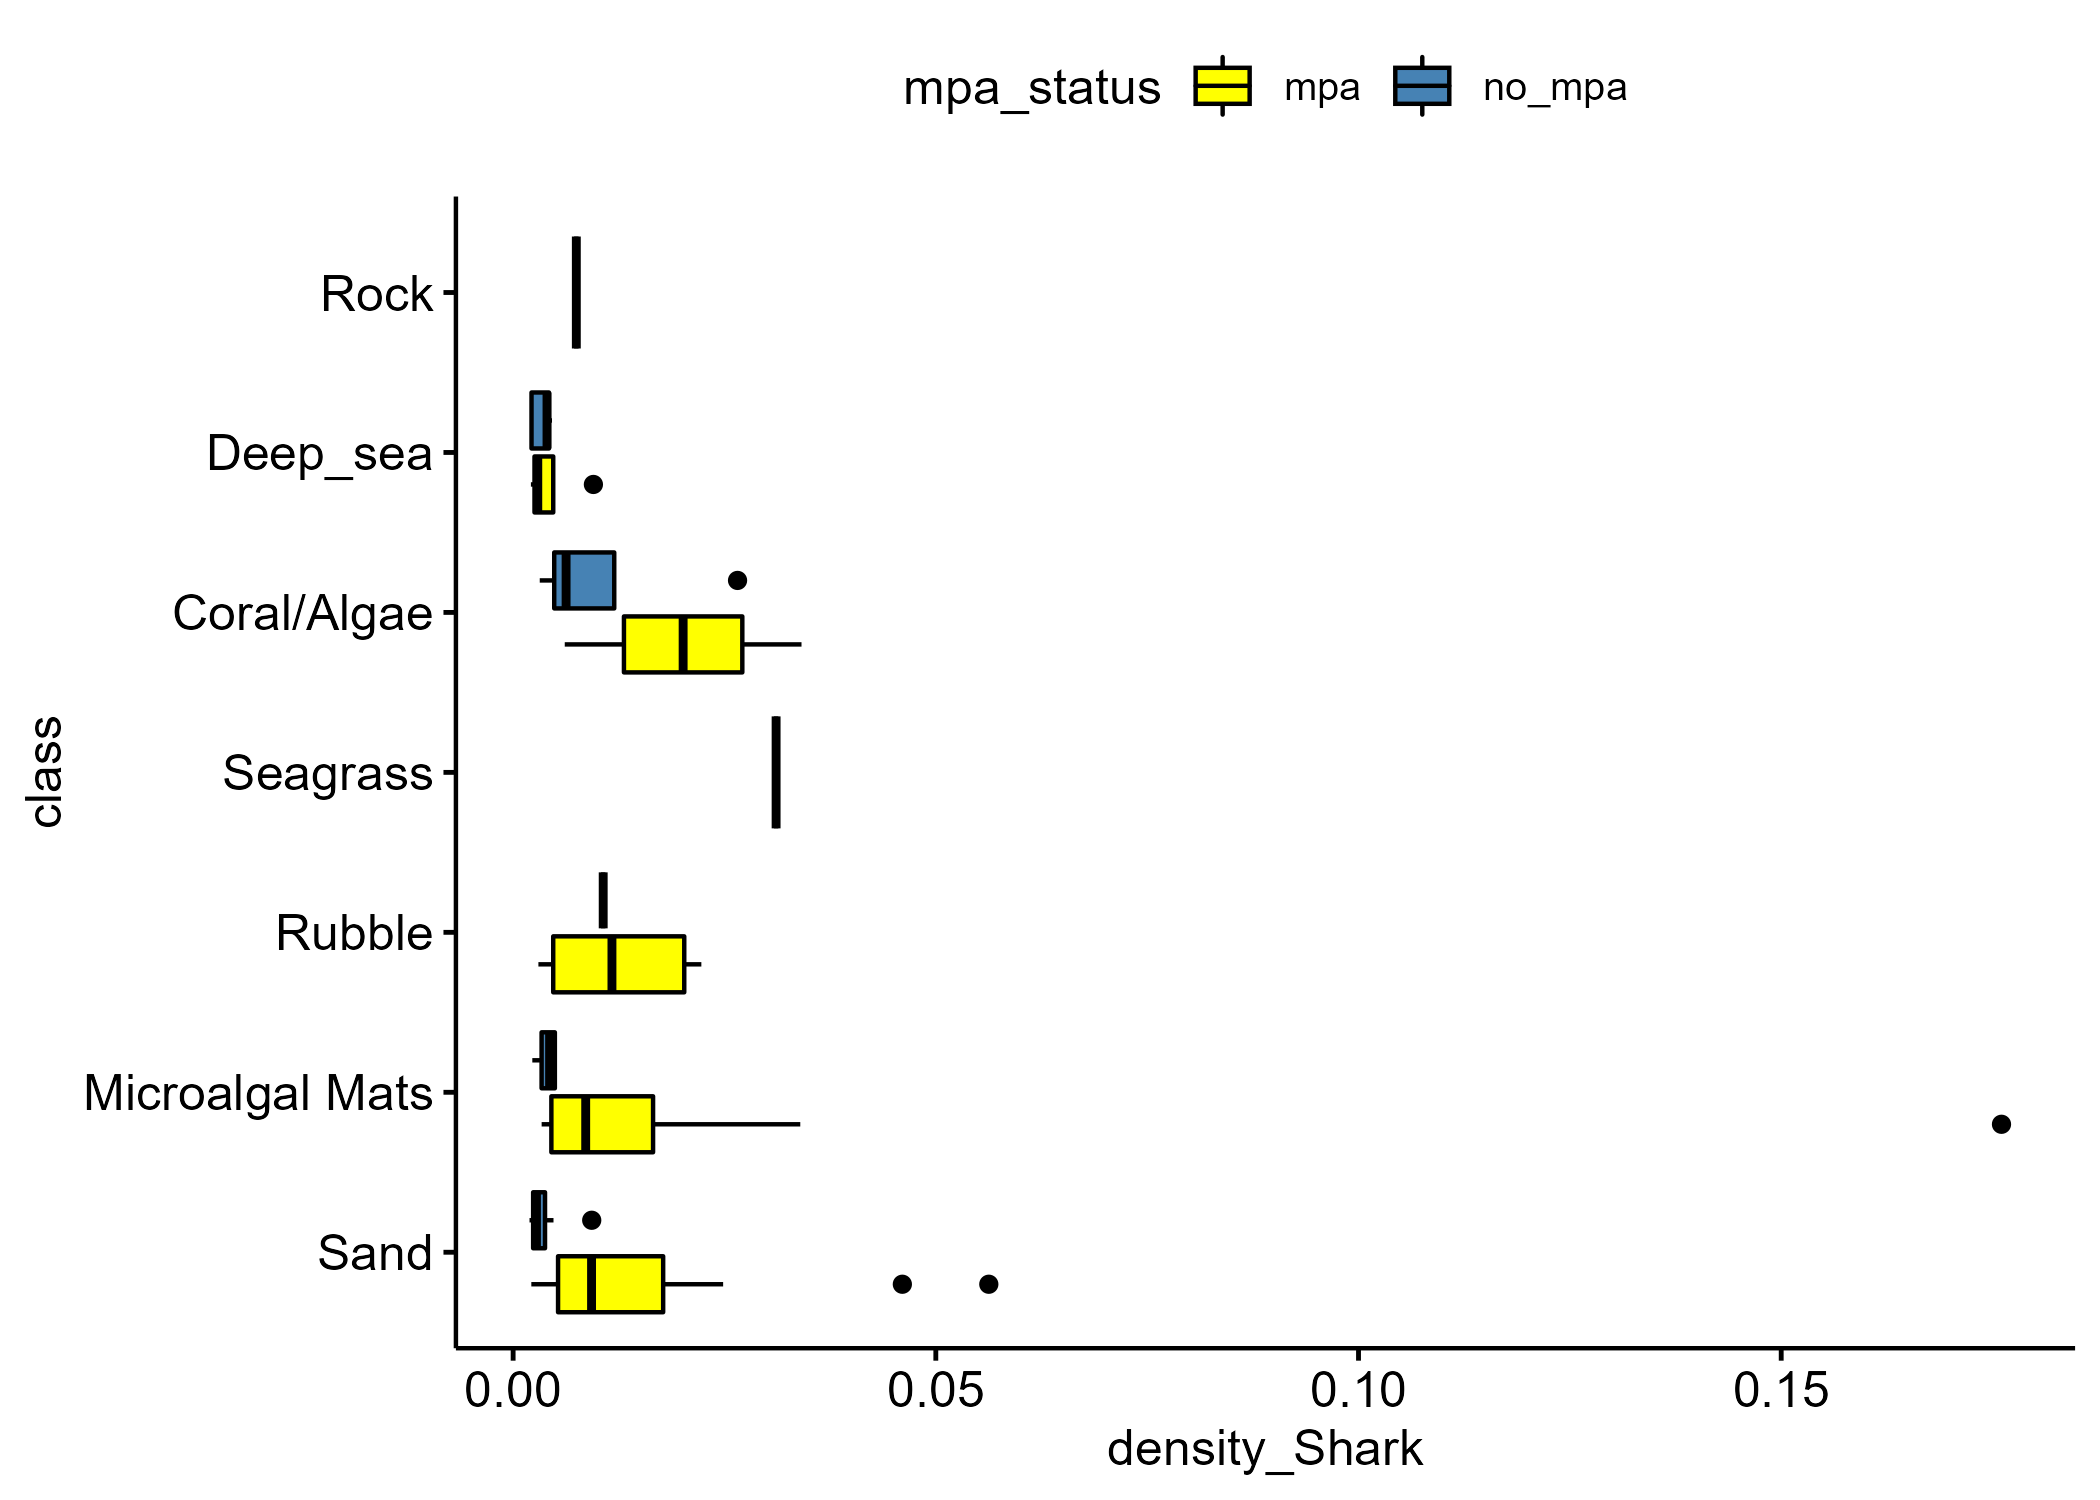 mpa_status mpa no_mpa
Rock
Deep_sea
Coral/Algae
Seagrass
Rubble
Microalgal Mats
Sand
class
0.00 0.05 0.10 0.15
density_Shark